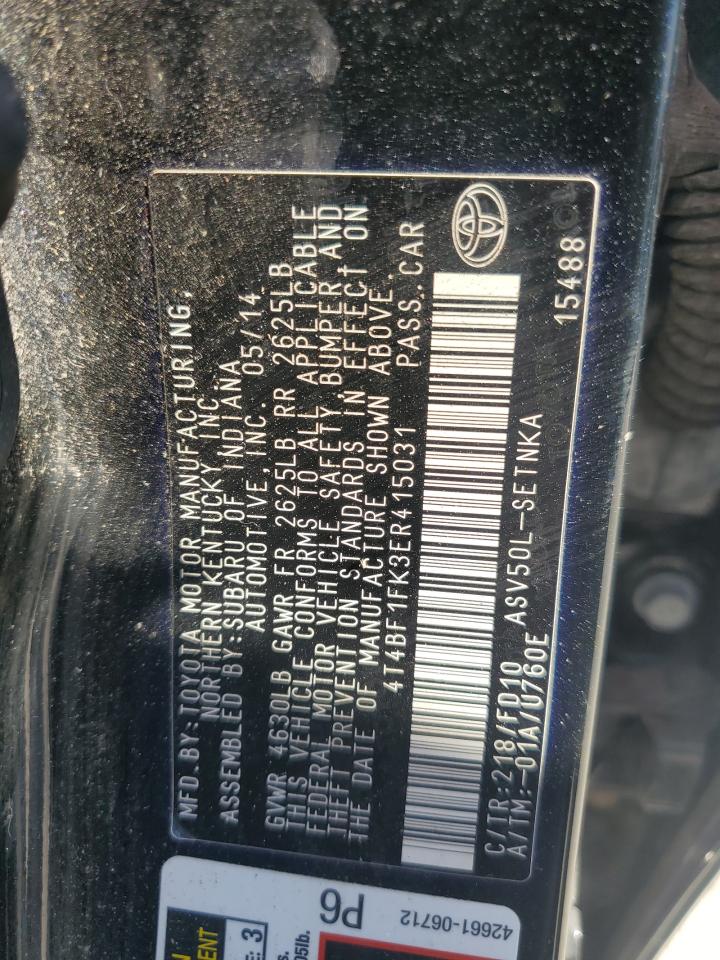 MFD. BY: TOYOTA MOTOR MANUFACTURING,
NORTHERN KENTUCKY INC.
ASSEMBLED BY: SUBARU OF INDIANA
AUTOMOTIVE, INC. 05/14
GVWR 4630LB GAWR FR 2625LB RR 2625LB
THIS VEHICLE CONFORMS TO ALL APPLICABLE
FEDERAL MOTOR VEHICLE SAFETY, BUMPER AND
THEFT PREVENTION STANDARDS IN EFFECT ON
THE DATE OF MANUFACTURE SHOWN ABOVE.
4T4BF1FK3ER415031 PASS. CAR
C/TR: 218/FD10 ASV50L-SETNKA
A/TM: -01A/U760E
15488
P6
42661-06712